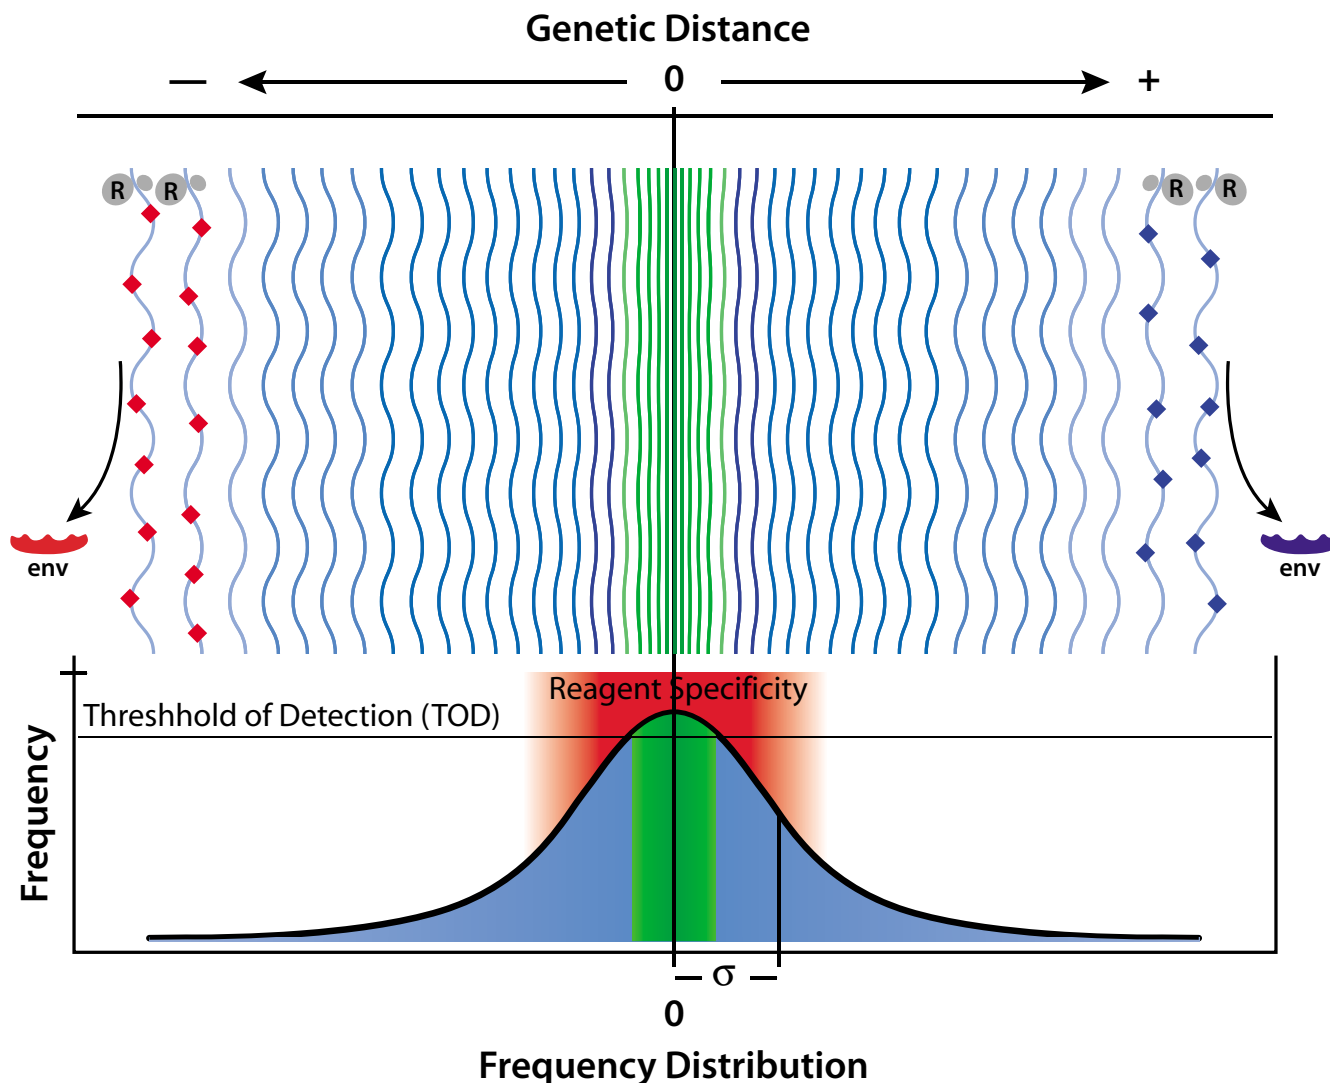 Genetic Distance
— 0 +
R R R R
env env
Reagent Specificity
Threshhold of Detection (TOD)
Frequency
+
σ
0
Frequency Distribution